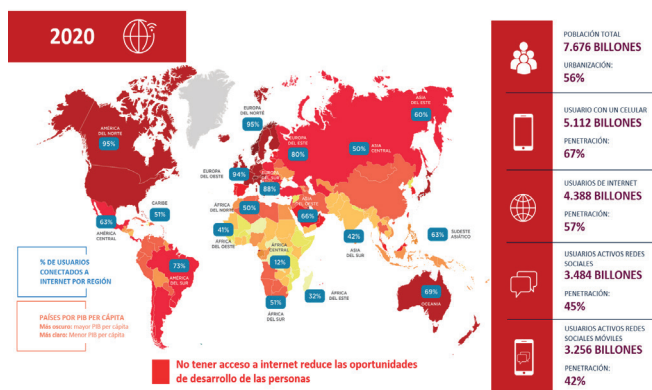 2020
AMÉRICA
DEL NORTE
95%
EUROPA
DEL NORTE
95%
ASIA
DEL ESTE
60%
EUROPA
DEL ESTE
80%
50%
ASIA
CENTRAL
EUROPA
DEL OESTE
94%
EUROPA
DEL SUR
88%
CARIBE
51%
63%
AMÉRICA
CENTRAL
ÁFRICA
DEL NORTE
50%
ASIA
DEL OESTE
66%
41%
ÁFRICA
DEL OESTE
42%
ASIA
DEL SUR
63%
SUDESTE
ASIÁTICO
ÁFRICA
CENTRAL
12%
73%
AMÉRICA
DEL SUR
32%
ÁFRICA
DEL ESTE
51%
ÁFRICA
DEL SUR
69%
OCEANÍA
% DE USUARIOS
CONECTADOS A
INTERNET POR REGIÓN
PAÍSES POR PIB PER CÁPITA
Más oscuro: mayor PIB per cápita
Más claro: Menor PIB per cápita
No tener acceso a internet reduce las oportunidades
de desarrollo de las personas
POBLACIÓN TOTAL
7.676 BILLONES
URBANIZACIÓN:
56%
USUARIO CON UN CELULAR
5.112 BILLONES
PENETRACIÓN:
67%
USUARIOS DE INTERNET
4.388 BILLONES
PENETRACIÓN:
57%
USUARIOS ACTIVOS REDES
SOCIALES
3.484 BILLONES
PENETRACIÓN:
45%
USUARIOS ACTIVOS REDES
SOCIALES MÓVILES
3.256 BILLONES
PENETRACIÓN:
42%